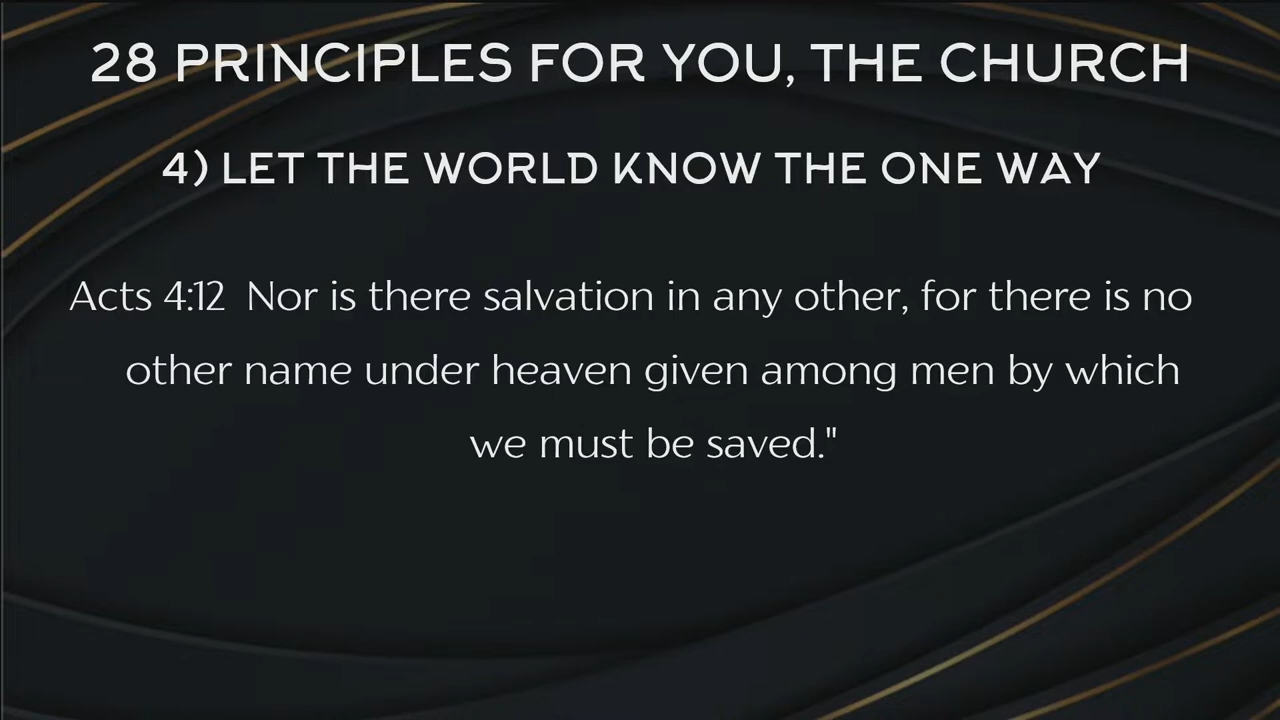 28 PRINCIPLES FOR YOU, THE CHURCH
4) LET THE WORLD KNOW THE ONE WAY
Acts 4:12  Nor is there salvation in any other, for there is no
other name under heaven given among men by which
we must be saved."